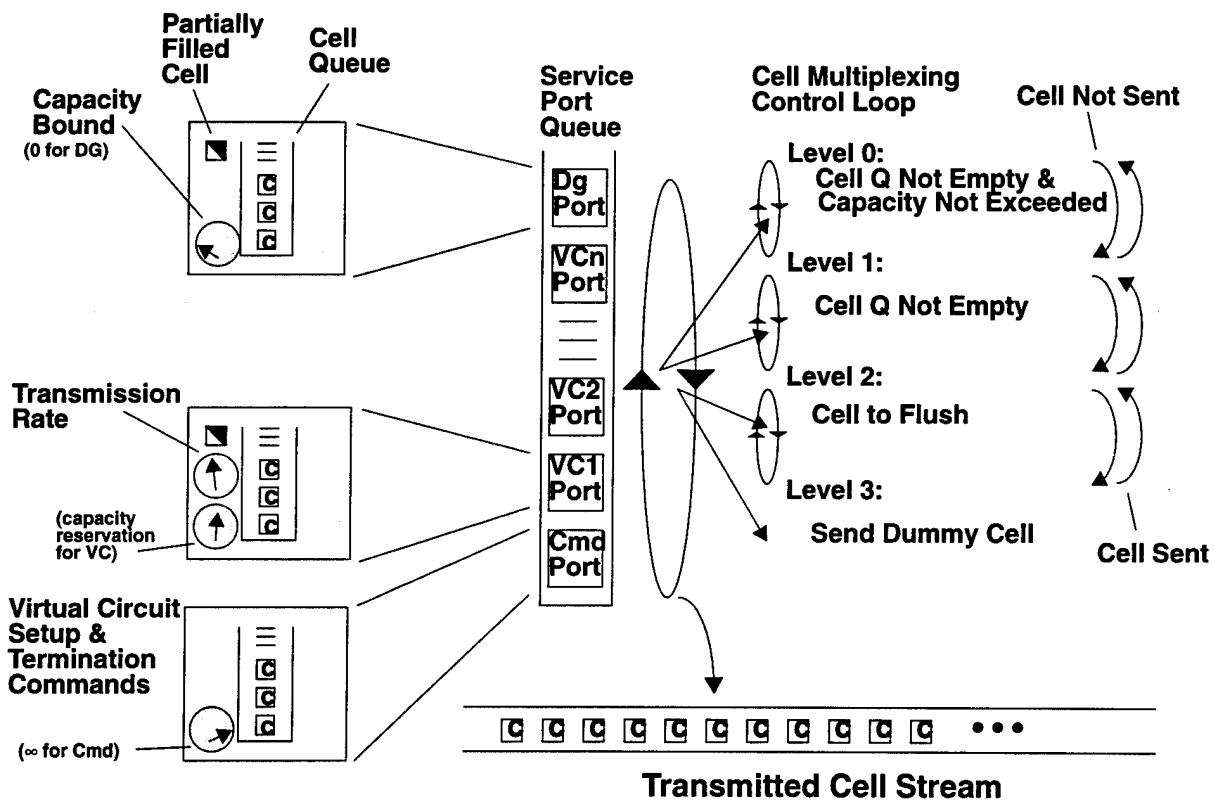 Partially
Filled
Cell
Cell
Queue
Capacity
Bound
(0 for DG)
C
C
C
Service
Port
Queue
Dg
Port
VCn
Port
VC2
Port
VC1
Port
Cmd
Port
Cell Multiplexing
Control Loop
Cell Not Sent
Level 0:
Cell Q Not Empty &
Capacity Not Exceeded
Level 1:
Cell Q Not Empty
Level 2:
Cell to Flush
Level 3:
Send Dummy Cell
Cell Sent
Transmission
Rate
C
C
C
(capacity
reservation
for VC)
Virtual Circuit
Setup &
Termination
Commands
C
C
C
(∞ for Cmd)
C C C C C C C C C C C •••
Transmitted Cell Stream